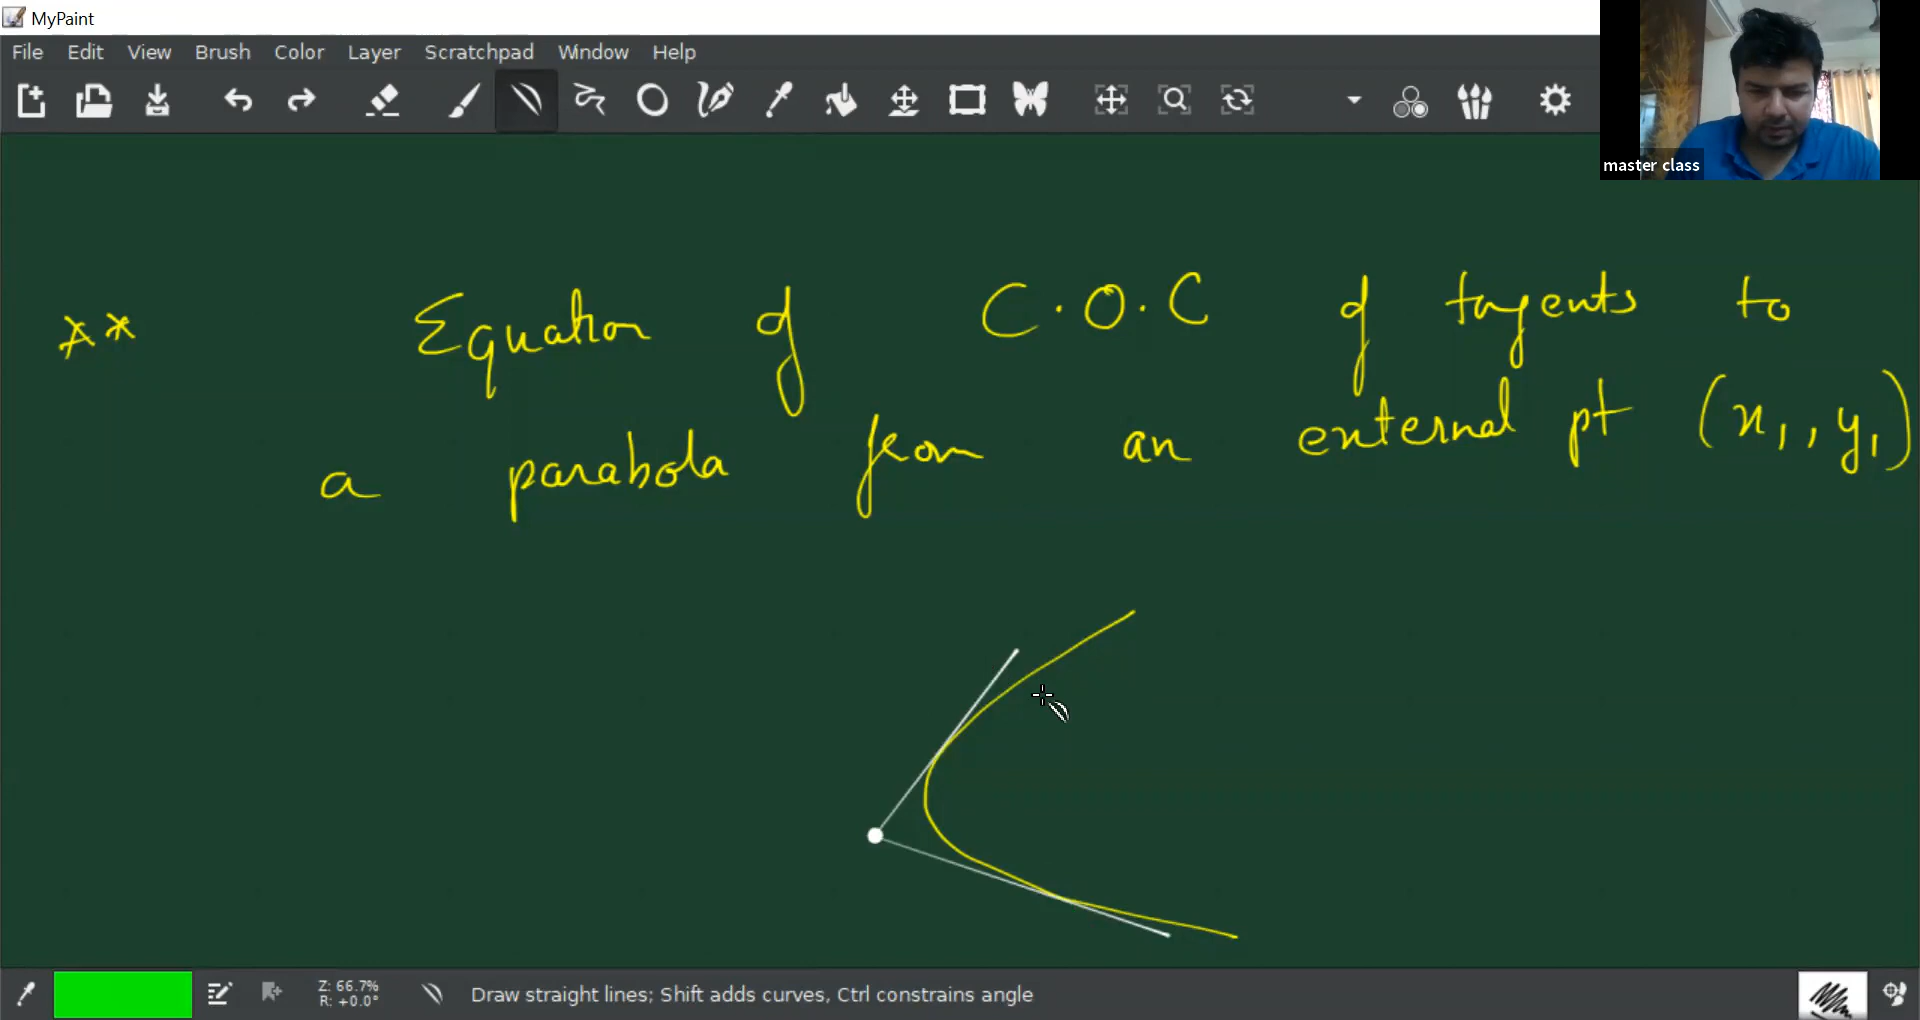 MyPaint
File Edit View Brush Color Layer Scratchpad Window Help
master class
** Equation of C.O.C of tagents to
a parabola from an external pt (x₁, y₁)
Z: 66.7%
R: +0.0°
Draw straight lines; Shift adds curves, Ctrl constrains angle